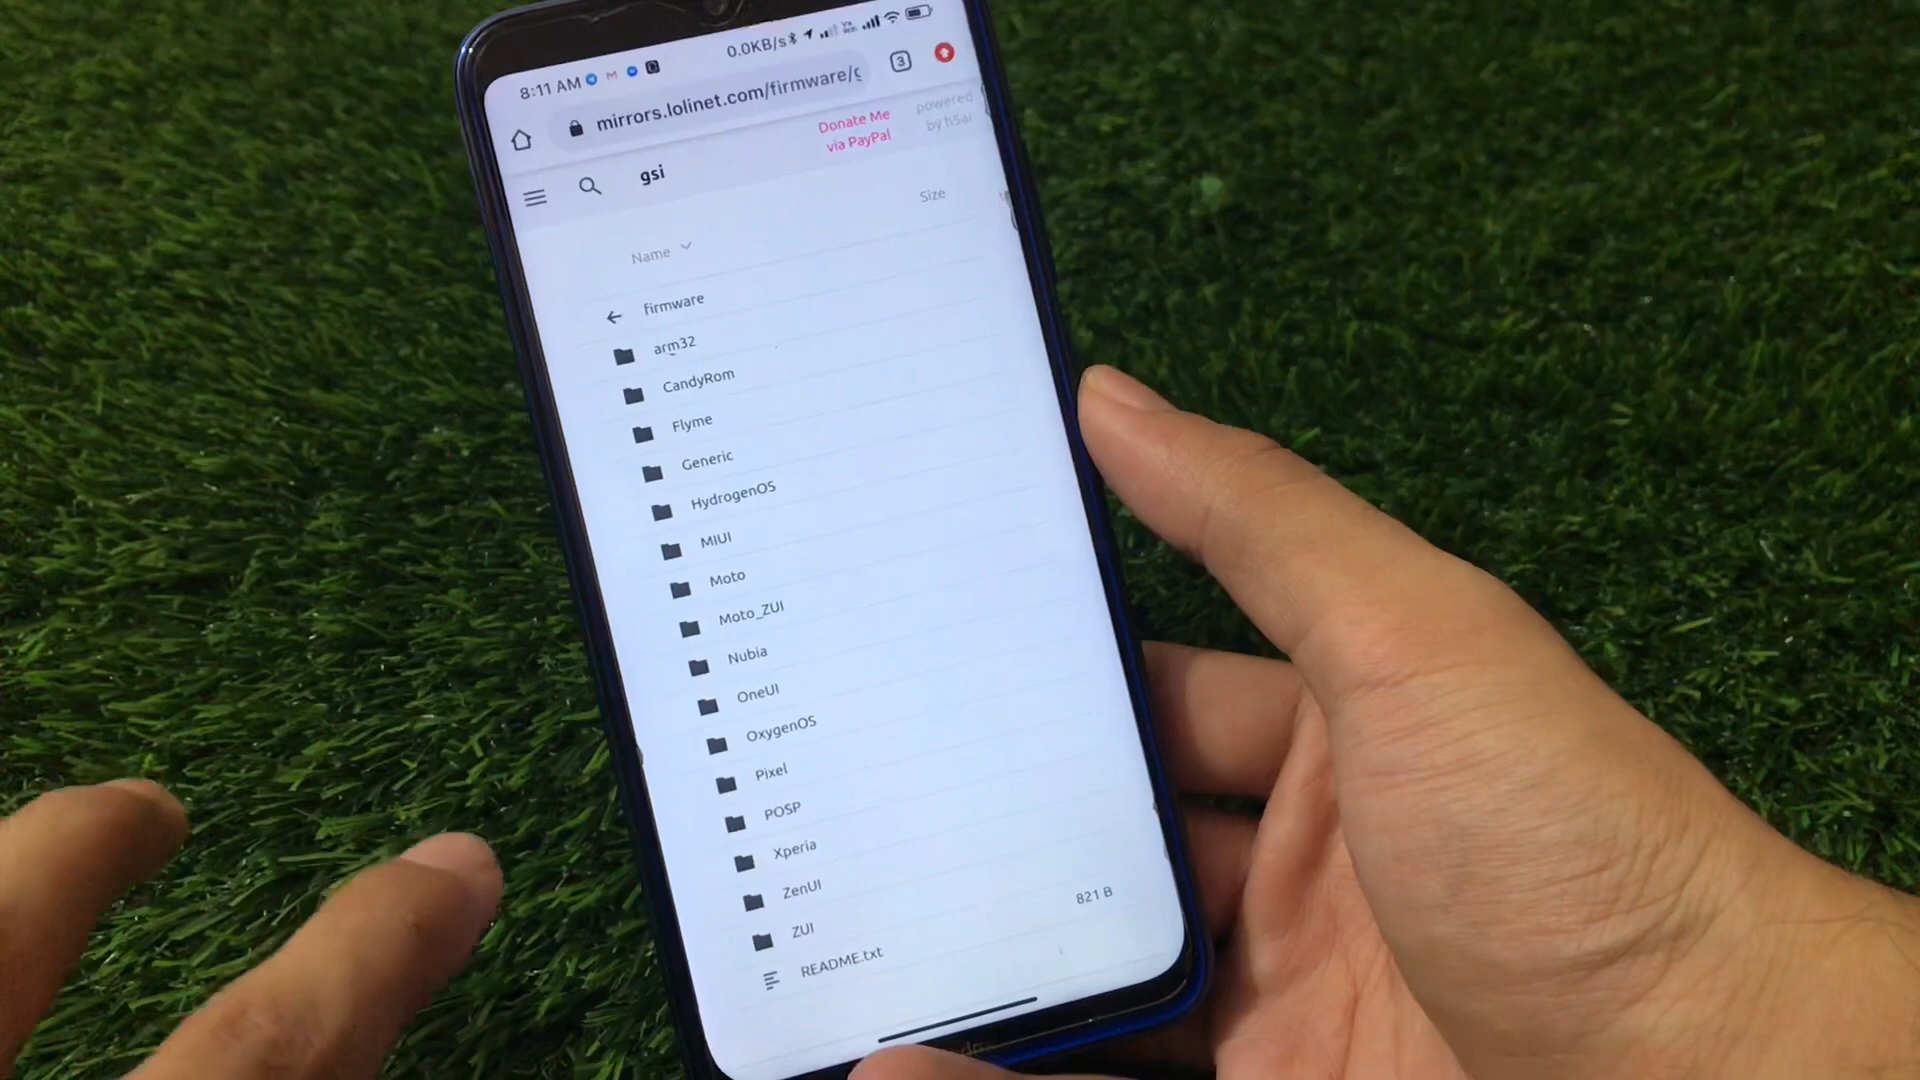 8:11 AM
0.0KB/s
mirrors.lolinet.com/firmware/g
3
gsi
Donate Me
via PayPal
powered
by h5ai
Name
Size
firmware
arm32
CandyRom
Flyme
Generic
HydrogenOS
MIUI
Moto
Moto_ZUI
Nubia
OneUI
OxygenOS
Pixel
POSP
Xperia
ZenUI
ZUI
README.txt
821 B